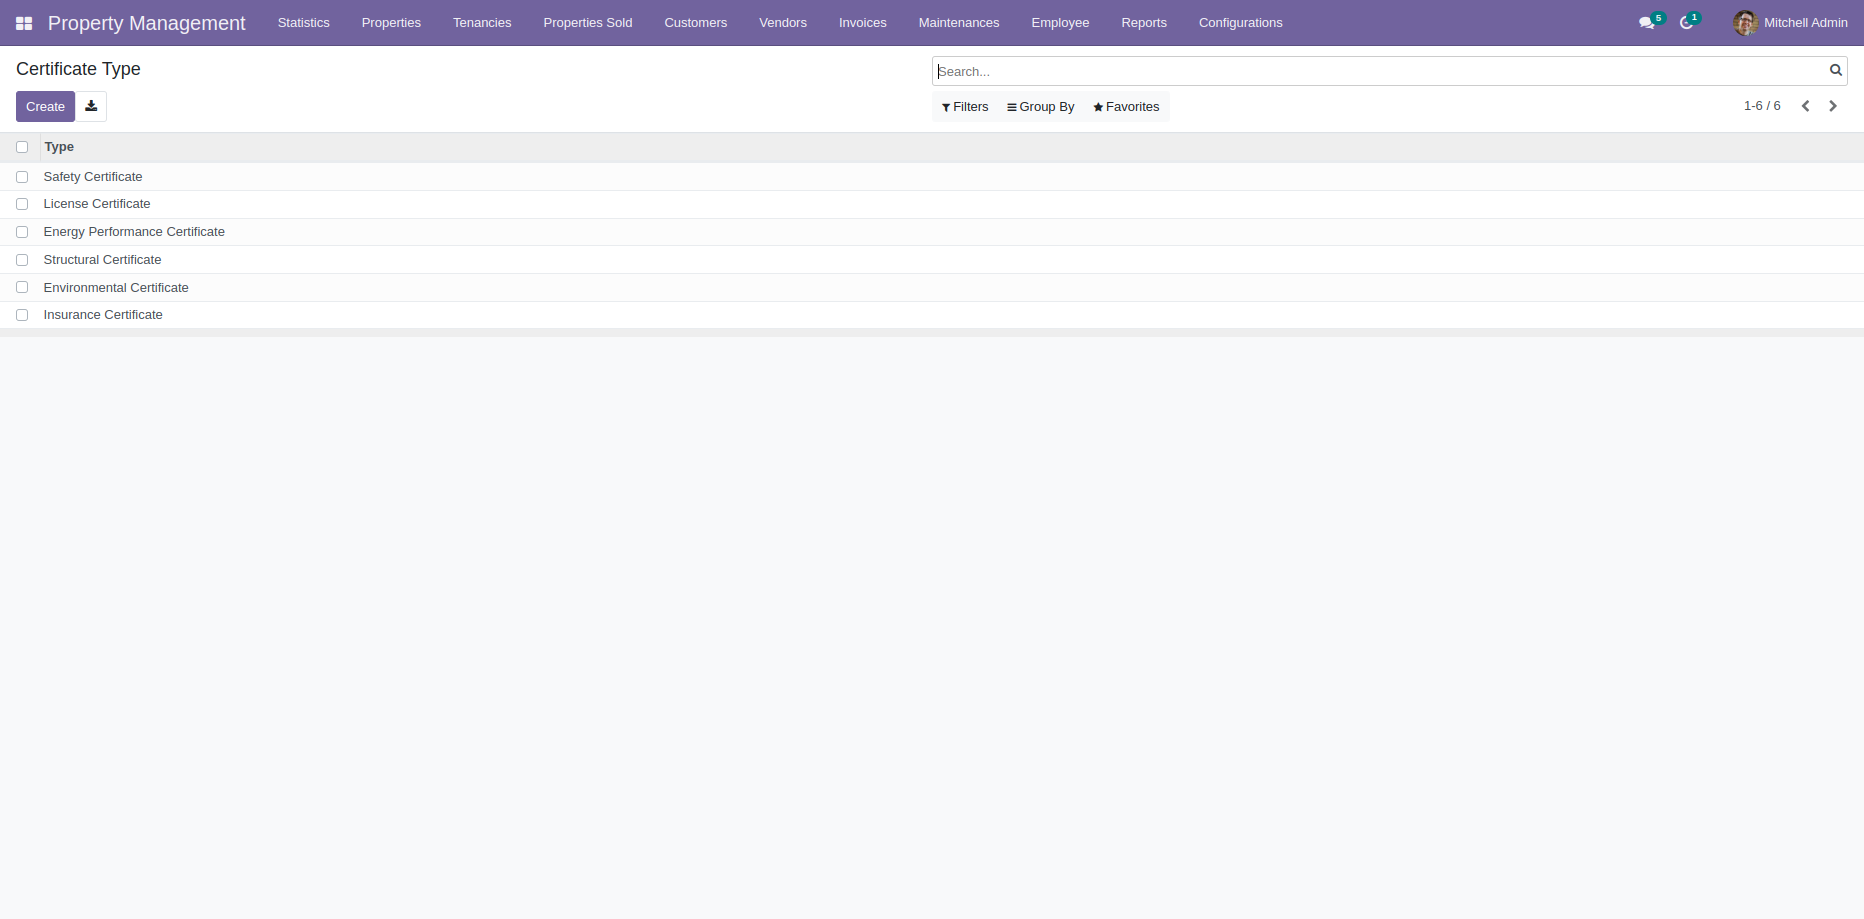 Property Management Statistics Properties Tenancies Properties Sold Customers Vendors Invoices Maintenances Employee Reports Configurations 5 1 Mitchell Admin
Certificate Type
Search...
Create Filters Group By Favorites 1-6 / 6
Type
Safety Certificate
License Certificate
Energy Performance Certificate
Structural Certificate
Environmental Certificate
Insurance Certificate